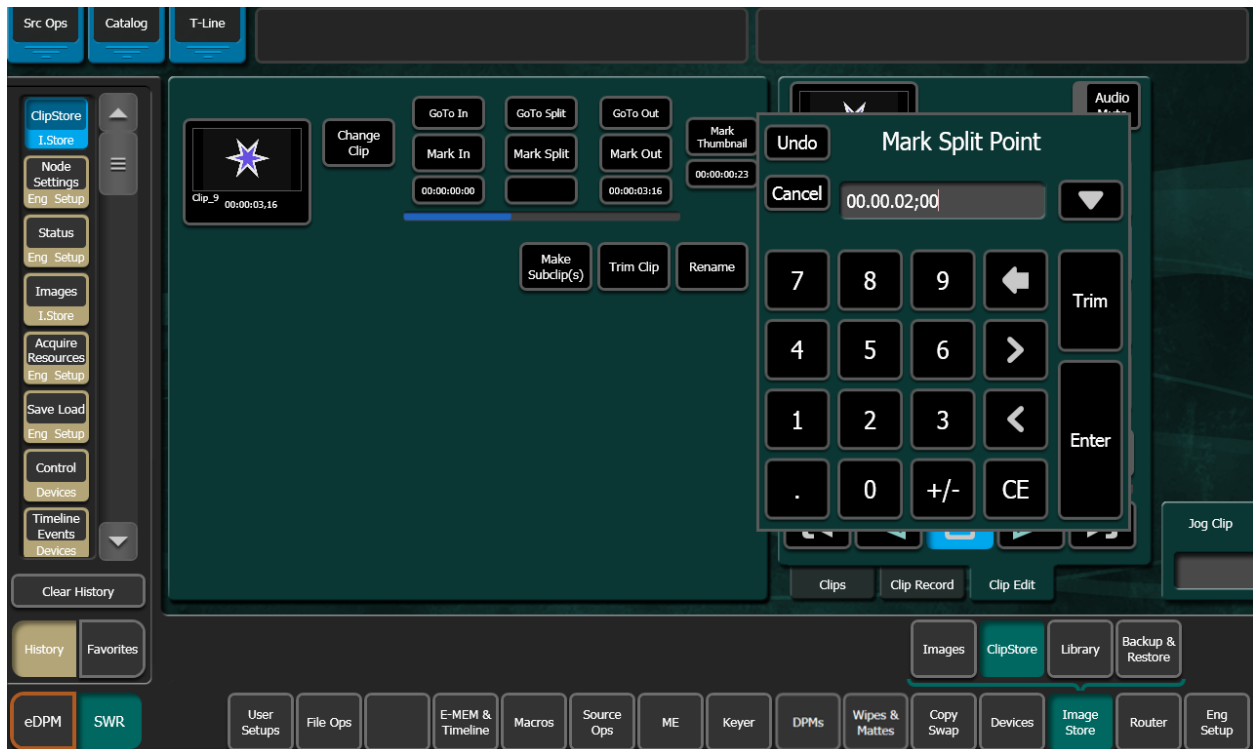 Src Ops
Catalog
T-Line
ClipStore
I.Store
Node
Settings
Eng Setup
Status
Eng Setup
Images
I.Store
Acquire
Resources
Eng Setup
Save Load
Eng Setup
Control
Devices
Timeline
Events
Devices
Clear History
History
Favorites
Clip_9 00:00:03,16
Change
Clip
GoTo In
GoTo Split
GoTo Out
Mark In
Mark Split
Mark Out
Mark
Thumbnail
00:00:00:00
00:00:03:16
00:00:00:23
Make
Subclip(s)
Trim Clip
Rename
Audio
Undo
Mark Split Point
Cancel
00.00.02;00
7
8
9
Trim
4
5
6
>
1
2
3
<
Enter
.
0
+/-
CE
Jog Clip
Clips
Clip Record
Clip Edit
Images
ClipStore
Library
Backup &
Restore
eDPM
SWR
User
Setups
File Ops
E-MEM &
Timeline
Macros
Source
Ops
ME
Keyer
DPMs
Wipes &
Mattes
Copy
Swap
Devices
Image
Store
Router
Eng
Setup